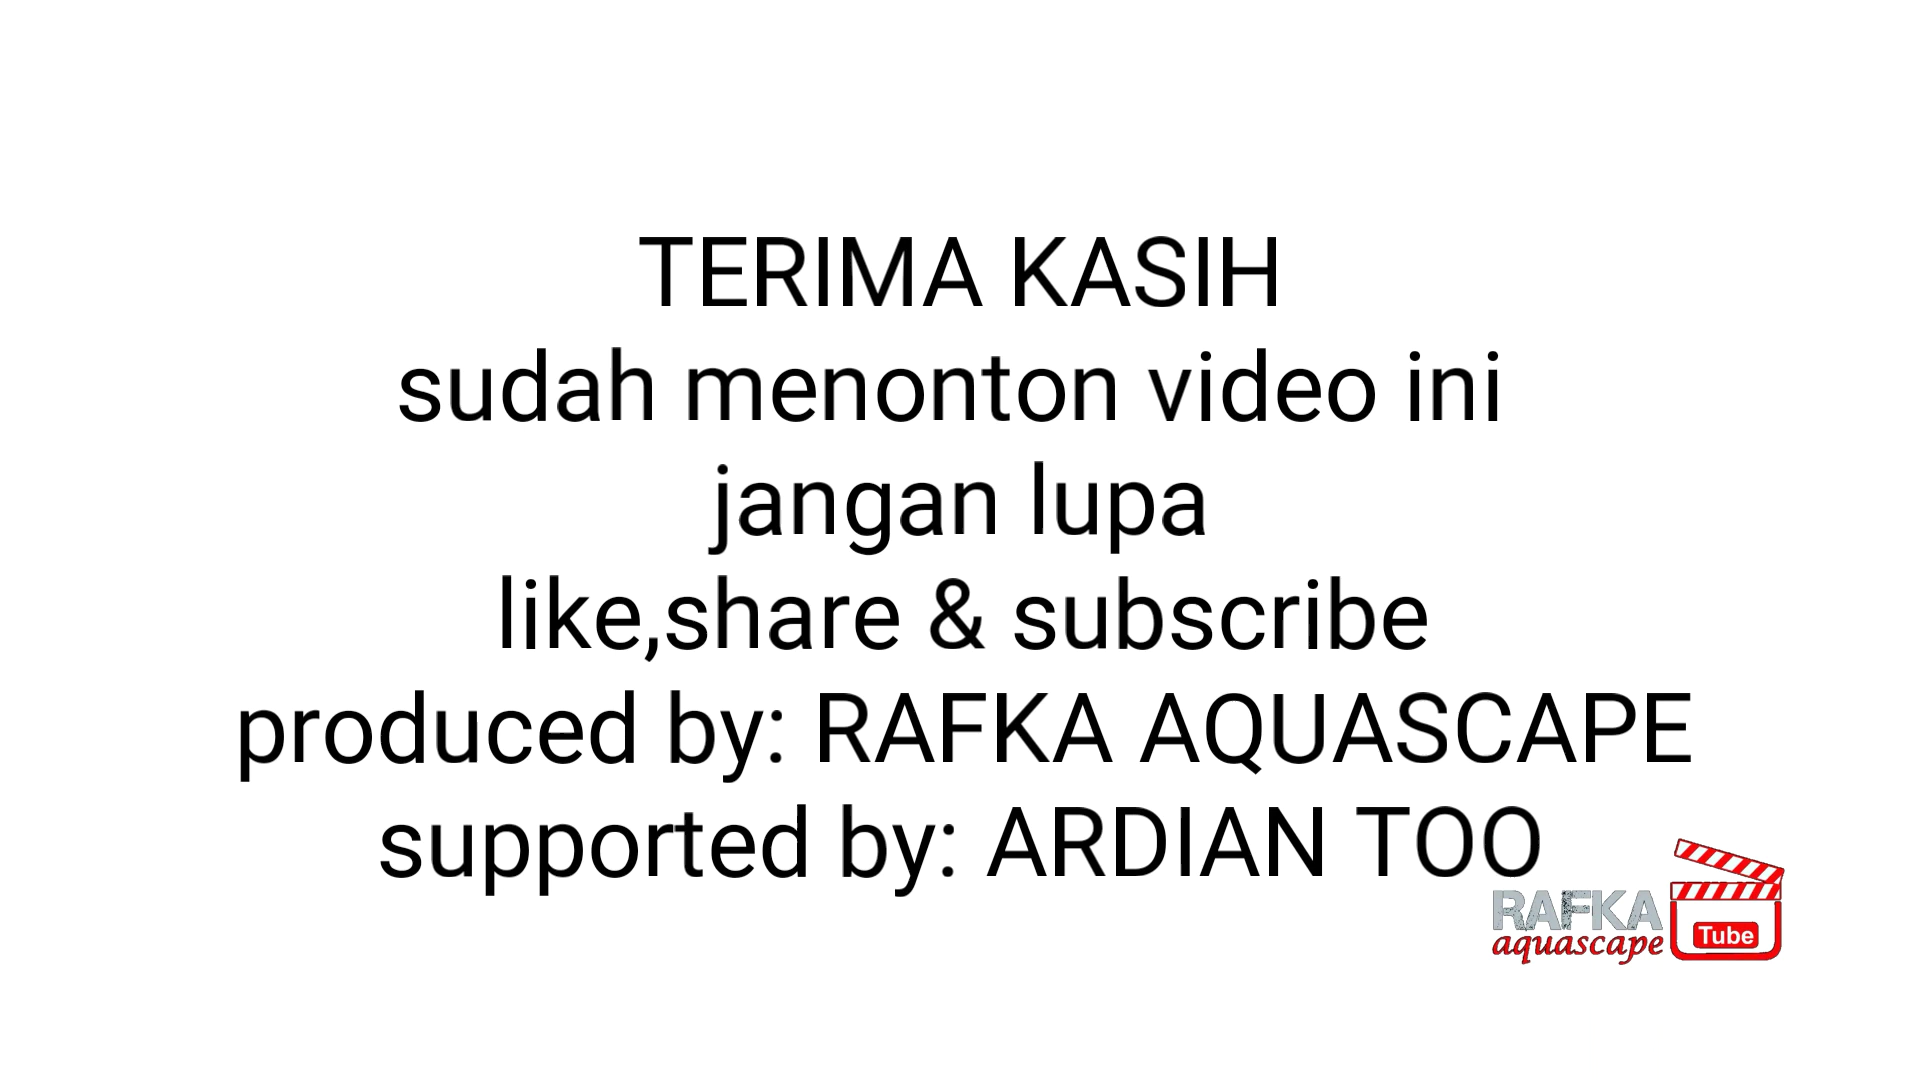 TERIMA KASIH
sudah menonton video ini
jangan lupa
like,share & subscribe
produced by: RAFKA AQUASCAPE
supported by: ARDIAN TOO
RAFKA
aquascape
Tube